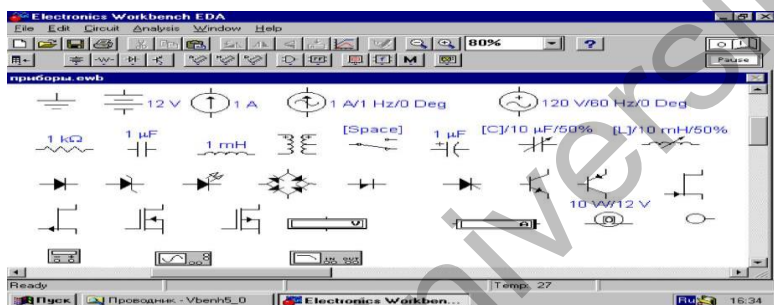 Electronics Workbench EDA
File Edit Circuit Analysis Window Help
80% ?
M Pause
приборы.ewb
12 V 1 A 1 A/1 Hz/0 Deg 120 V/60 Hz/0 Deg
1 kΩ 1 µF 1 mH [Space] 1 µF [C]/10 µF/50% [L]/10 mH/50%
10 W/12 V
V A
IN OUT
Ready Temp: 27
Пуск Проводник - Vbenh5_0 Electronics Workben... Ru 16:34